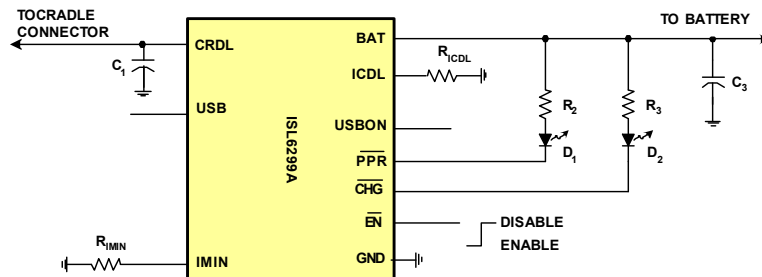 TOCRADLE
CONNECTOR
TO BATTERY
CRDL
BAT
R_ICDL
ICDL
C1
R2
R3
C3
USB
USBON
ISL6299A
D1
D2
PPR
CHG
EN
DISABLE
ENABLE
R_IMIN
IMIN
GND